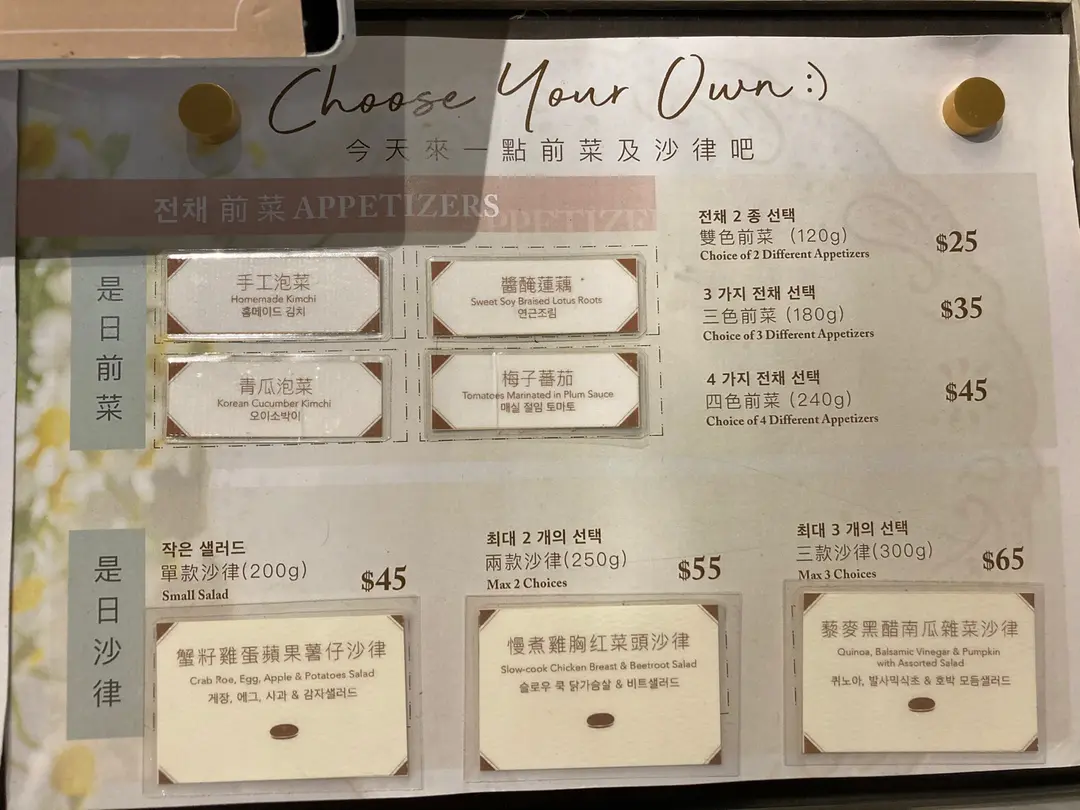 Choose Your Own :)
今天來一點前菜及沙律吧
전채 前菜 APPETIZERS
是日前菜
手工泡菜
Homemade Kimchi
홈메이드 김치
醬醃蓮藕
Sweet Soy Braised Lotus Roots
연근조림
青瓜泡菜
Korean Cucumber Kimchi
오이소박이
梅子蕃茄
Tomatoes Marinated in Plum Sauce
매실 절임 토마토
전채 2 종 선택
雙色前菜 (120g)
Choice of 2 Different Appetizers
$25
3 가지 전채 선택
三色前菜 (180g)
Choice of 3 Different Appetizers
$35
4 가지 전채 선택
四色前菜 (240g)
Choice of 4 Different Appetizers
$45
是日沙律
작은 샐러드
單款沙律(200g)
Small Salad
$45
蟹籽雞蛋蘋果薯仔沙律
Crab Roe, Egg, Apple & Potatoes Salad
게장, 에그, 시과 & 감자샐러드
최대 2 개의 선택
兩款沙律(250g)
Max 2 Choices
$55
慢煮雞胸红菜頭沙律
Slow-cook Chicken Breast & Beetroot Salad
슬로우 쿡 닭가슴살 & 비트샐러드
최대 3 개의 선택
三款沙律(300g)
Max 3 Choices
$65
藜麥黑醋南瓜雜菜沙律
Quinoa, Balsamic Vinegar & Pumpkin
with Assorted Salad
퀴노아, 발사믹식초 & 호박 모듬샐러드